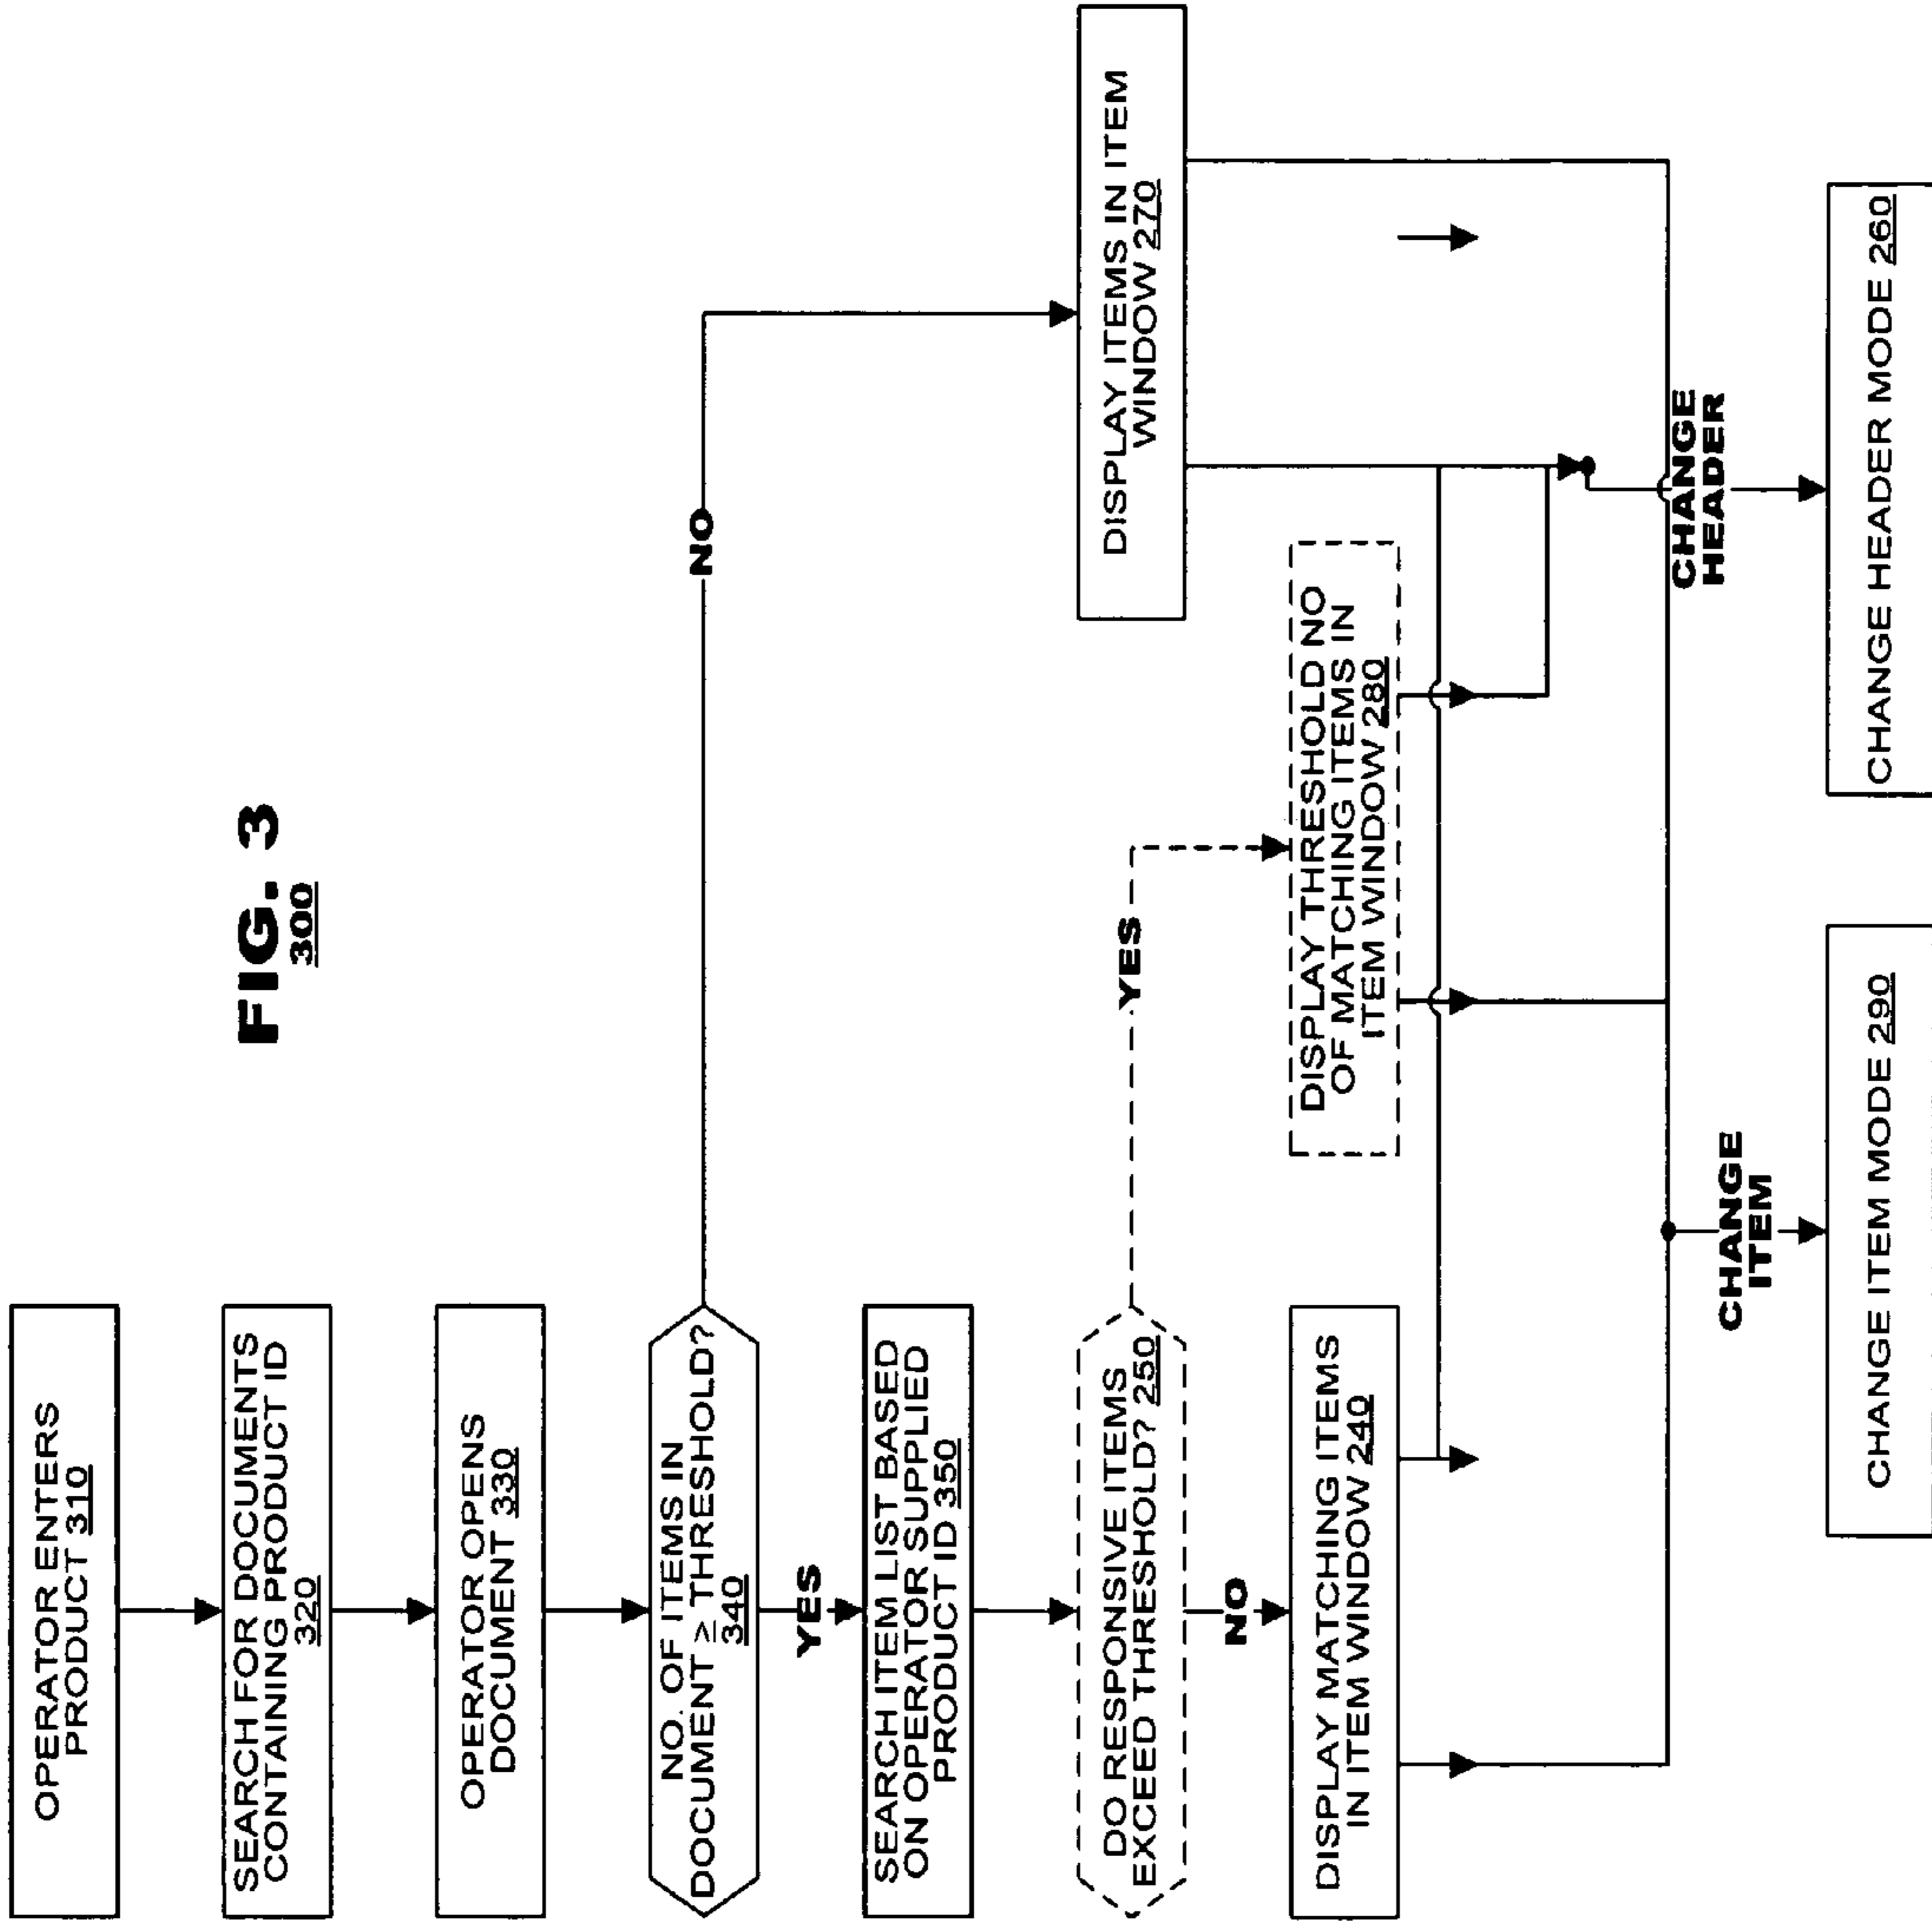 FIG. 3
300
OPERATOR ENTERS
PRODUCT 310
SEARCH FOR DOCUMENTS
CONTAINING PRODUCT ID
320
OPERATOR OPENS
DOCUMENT 330
NO. OF ITEMS IN
DOCUMENT ≥ THRESHOLD?
340
NO
YES
SEARCH ITEM LIST BASED
ON OPERATOR SUPPLIED
PRODUCT ID 350
DO RESPONSIVE ITEMS
EXCEED THRESHOLD? 250
YES
NO
DISPLAY ITEMS IN ITEM
WINDOW 270
DISPLAY THRESHOLD NO
OF MATCHING ITEMS IN
ITEM WINDOW 280
DISPLAY MATCHING ITEMS
IN ITEM WINDOW 240
CHANGE
ITEM
CHANGE
HEADER
CHANGE ITEM MODE 290
CHANGE HEADER MODE 260